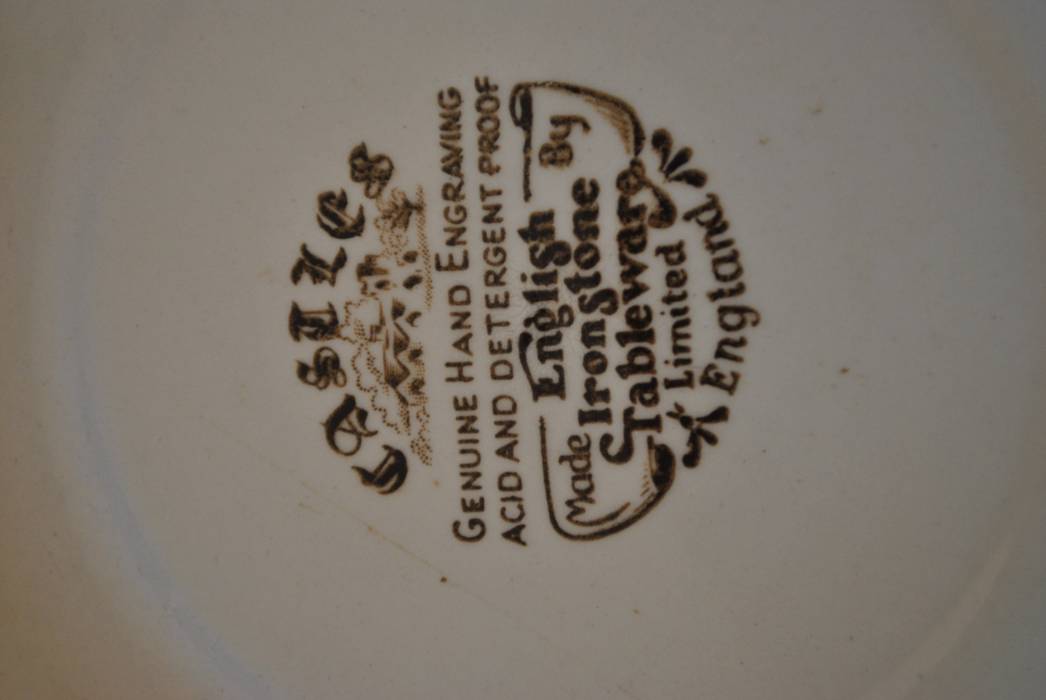 Castles
GENUINE HAND ENGRAVING
ACID AND DETERGENT PROOF
Made English By
Ironstone
Tableware
Limited
England